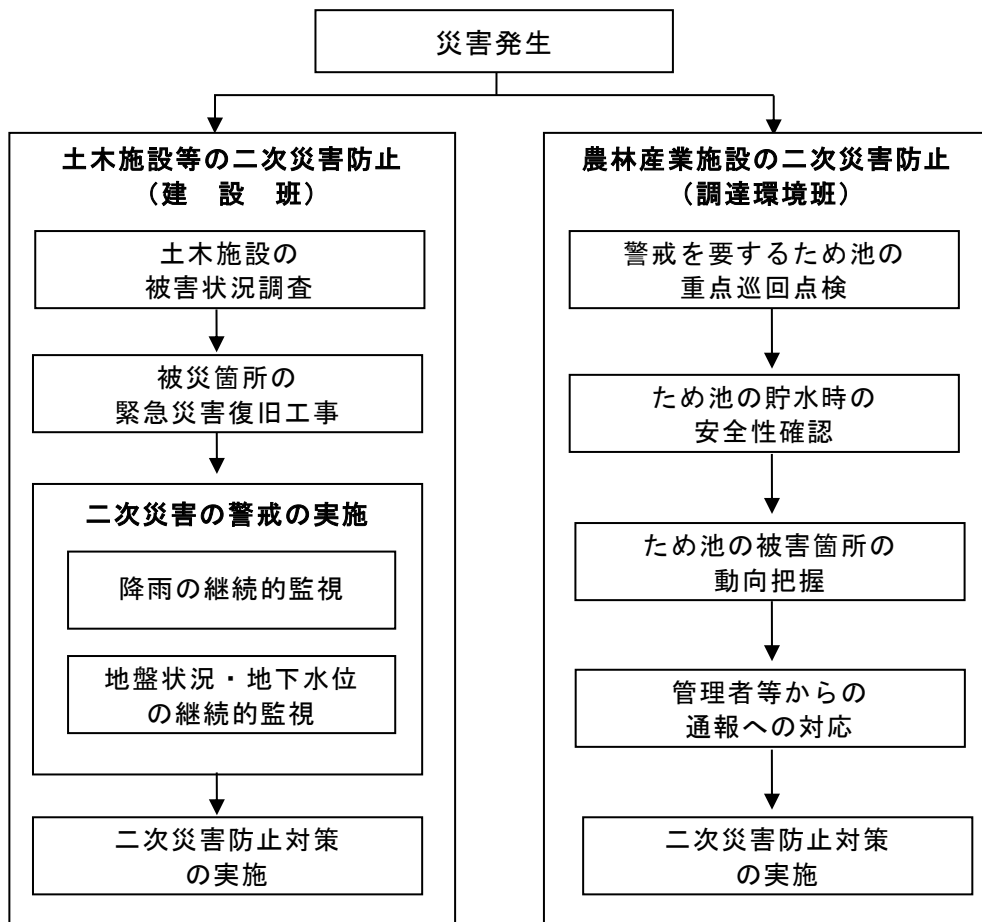 災害発生
土木施設等の二次災害防止
（建　設　班）
土木施設の
被害状況調査
被災箇所の
緊急災害復旧工事
二次災害の警戒の実施
降雨の継続的監視
地盤状況・地下水位
の継続的監視
二次災害防止対策
の実施
農林産業施設の二次災害防止
（調達環境班）
警戒を要するため池の
重点巡回点検
ため池の貯水時の
安全性確認
ため池の被害箇所の
動向把握
管理者等からの
通報への対応
二次災害防止対策
の実施